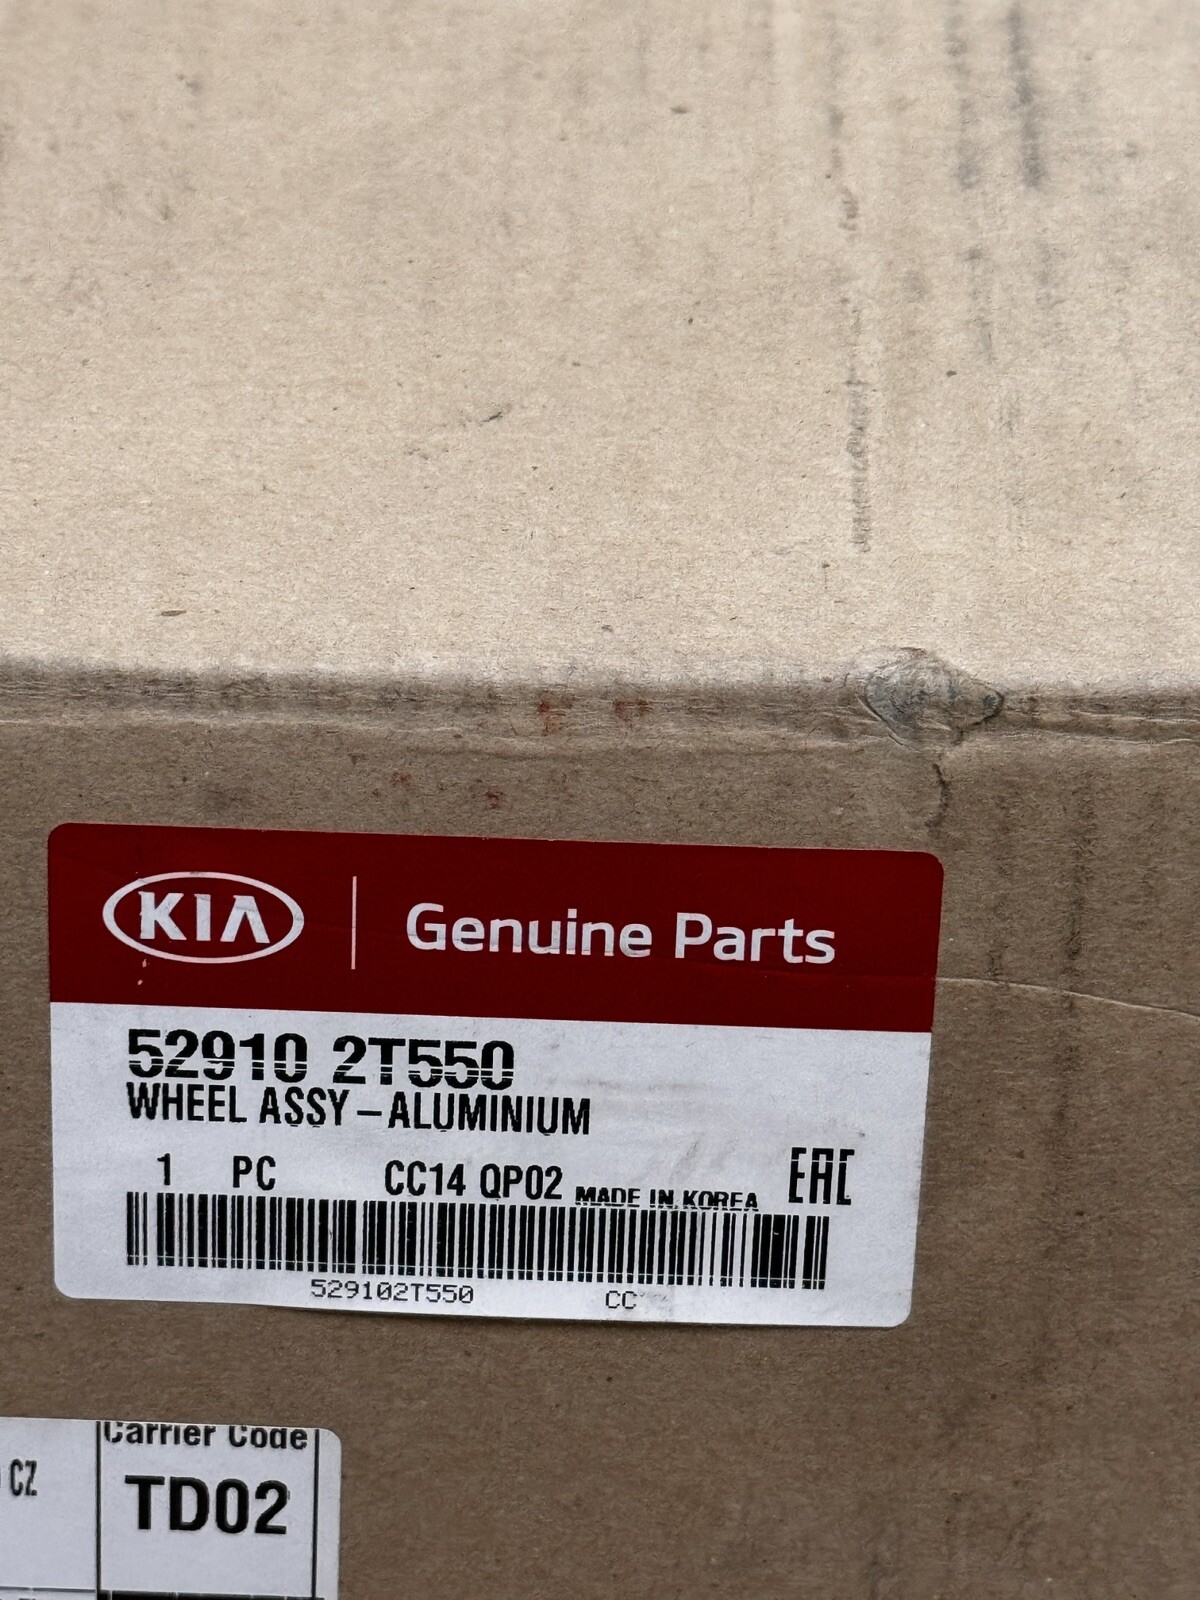 KIA Genuine Parts
52910 2T550
WHEEL ASSY-ALUMINIUM
1 PC CC14 QP02 MADE IN KOREA EAC
529102T550 CC
Carrier Code
CZ
TD02